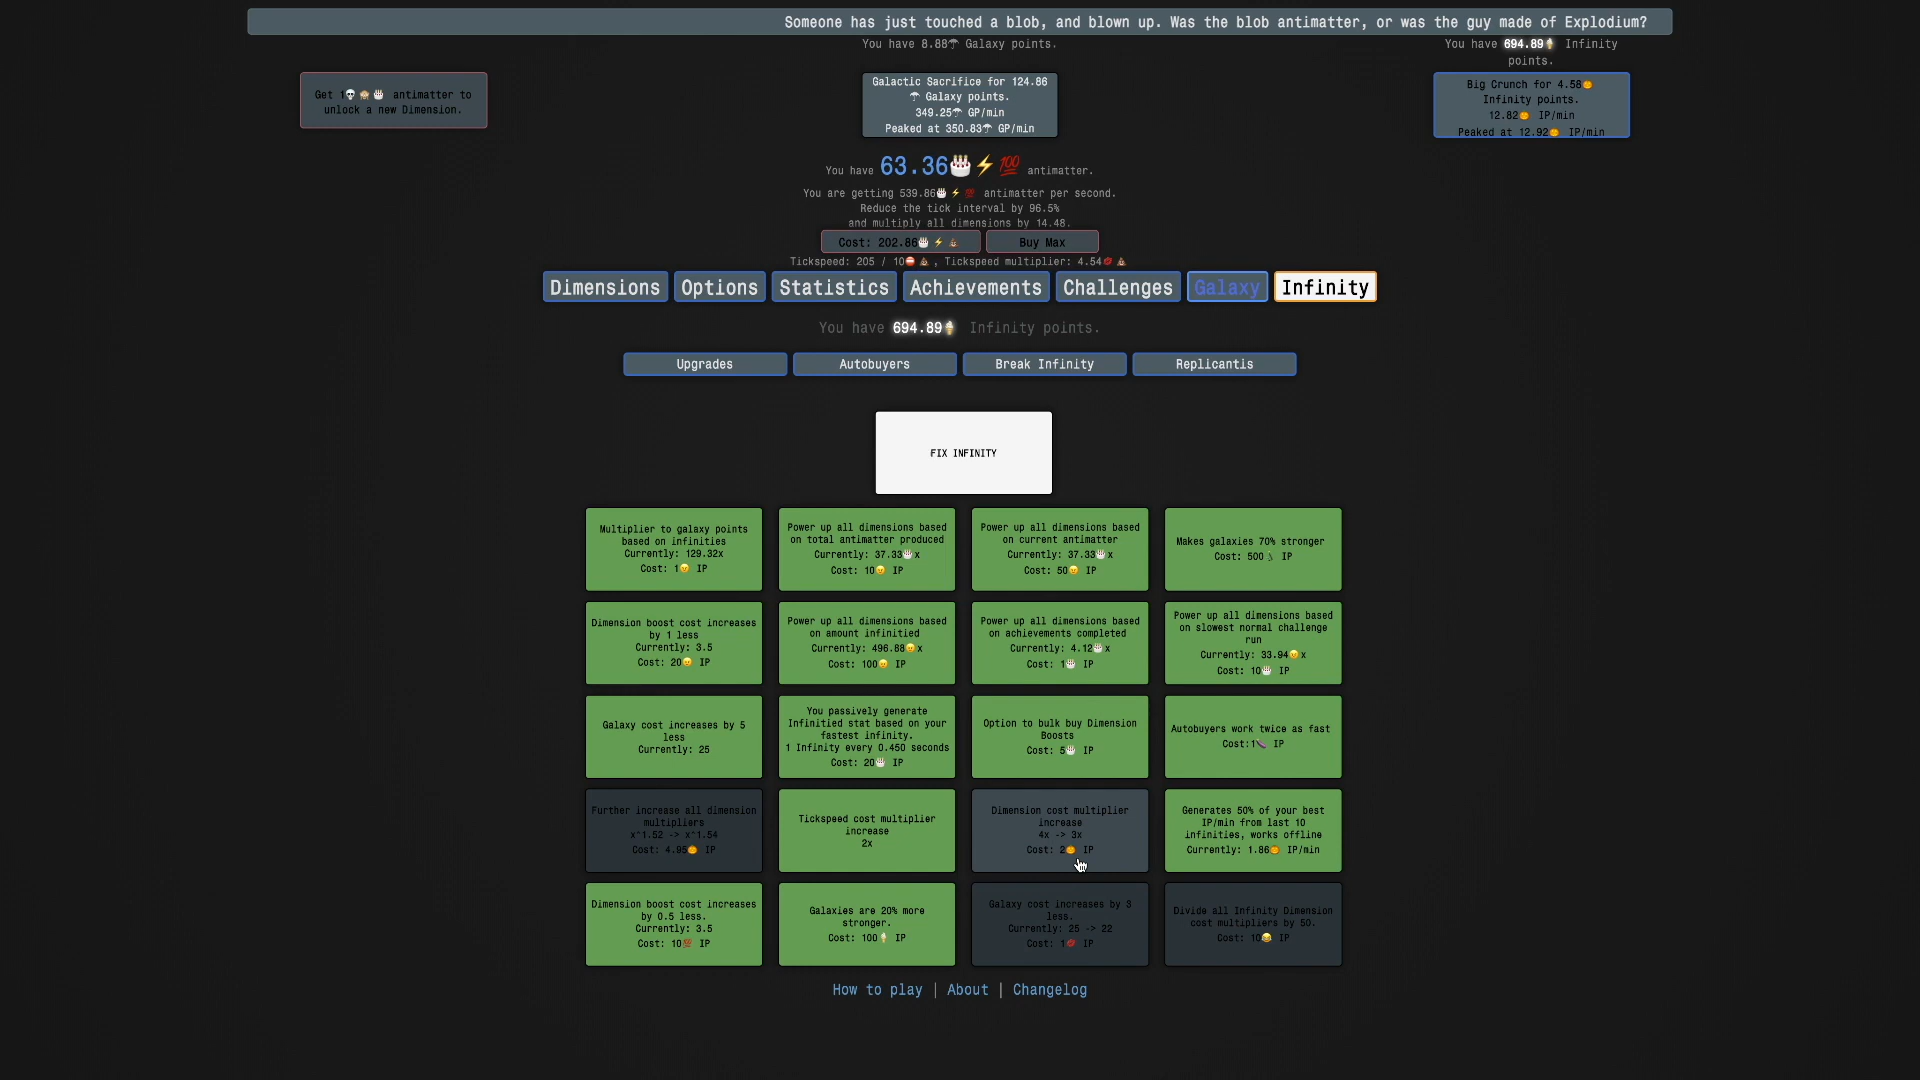 Someone has just touched a blob, and blown up. Was the blob antimatter, or was the guy made of Explodium?
You have 8.88☂ Galaxy points.
You have 694.89🍦 Infinity points.
Get 1💀🙈🎂 antimatter to
unlock a new Dimension.
Galactic Sacrifice for 124.86
☂ Galaxy points.
349.25☂ GP/min
Peaked at 350.83☂ GP/min
Big Crunch for 4.58🌞
Infinity points.
12.82🌞 IP/min
Peaked at 12.92🌞 IP/min
You have 63.36🎂⚡💯 antimatter.
You are getting 539.86🎂⚡💯 antimatter per second.
Reduce the tick interval by 96.5%
and multiply all dimensions by 14.48.
Cost: 202.86🎂⚡💩
Buy Max
Tickspeed: 205 / 10⛔💩, Tickspeed multiplier: 4.54💋💩
Dimensions
Options
Statistics
Achievements
Challenges
Galaxy
Infinity
You have 694.89🍦 Infinity points.
Upgrades
Autobuyers
Break Infinity
Replicantis
FIX INFINITY
Multiplier to galaxy points
based on infinities
Currently: 129.32x
Cost: 1😠 IP
Power up all dimensions based
on total antimatter produced
Currently: 37.33🎂x
Cost: 10😠 IP
Power up all dimensions based
on current antimatter
Currently: 37.33🎂x
Cost: 50😠 IP
Makes galaxies 70% stronger
Cost: 500🍾 IP
Dimension boost cost increases
by 1 less
Currently: 3.5
Cost: 20😠 IP
Power up all dimensions based
on amount infinitied
Currently: 496.88😠x
Cost: 100😠 IP
Power up all dimensions based
on achievements completed
Currently: 4.12🎂x
Cost: 1🎂 IP
Power up all dimensions based
on slowest normal challenge
run
Currently: 33.94😠x
Cost: 10🎂 IP
Galaxy cost increases by 5
less
Currently: 25
You passively generate
Infinitied stat based on your
fastest infinity.
1 Infinity every 0.450 seconds
Cost: 20🎂 IP
Option to bulk buy Dimension
Boosts
Cost: 5🎂 IP
Autobuyers work twice as fast
Cost:1🍆 IP
Further increase all dimension
multipliers
x^1.52 -> x^1.54
Cost: 4.95🌞 IP
Tickspeed cost multiplier
increase
2x
Dimension cost multiplier
increase
4x -> 3x
Cost: 2🌞 IP
Generates 50% of your best
IP/min from last 10
infinities, works offline
Currently: 1.86🌞 IP/min
Dimension boost cost increases
by 0.5 less.
Currently: 3.5
Cost: 10💯 IP
Galaxies are 20% more
stronger.
Cost: 100🍦 IP
Galaxy cost increases by 3
less.
Currently: 25 -> 22
Cost: 1💋 IP
Divide all Infinity Dimension
cost multipliers by 50.
Cost: 10😂 IP
How to play | About | Changelog